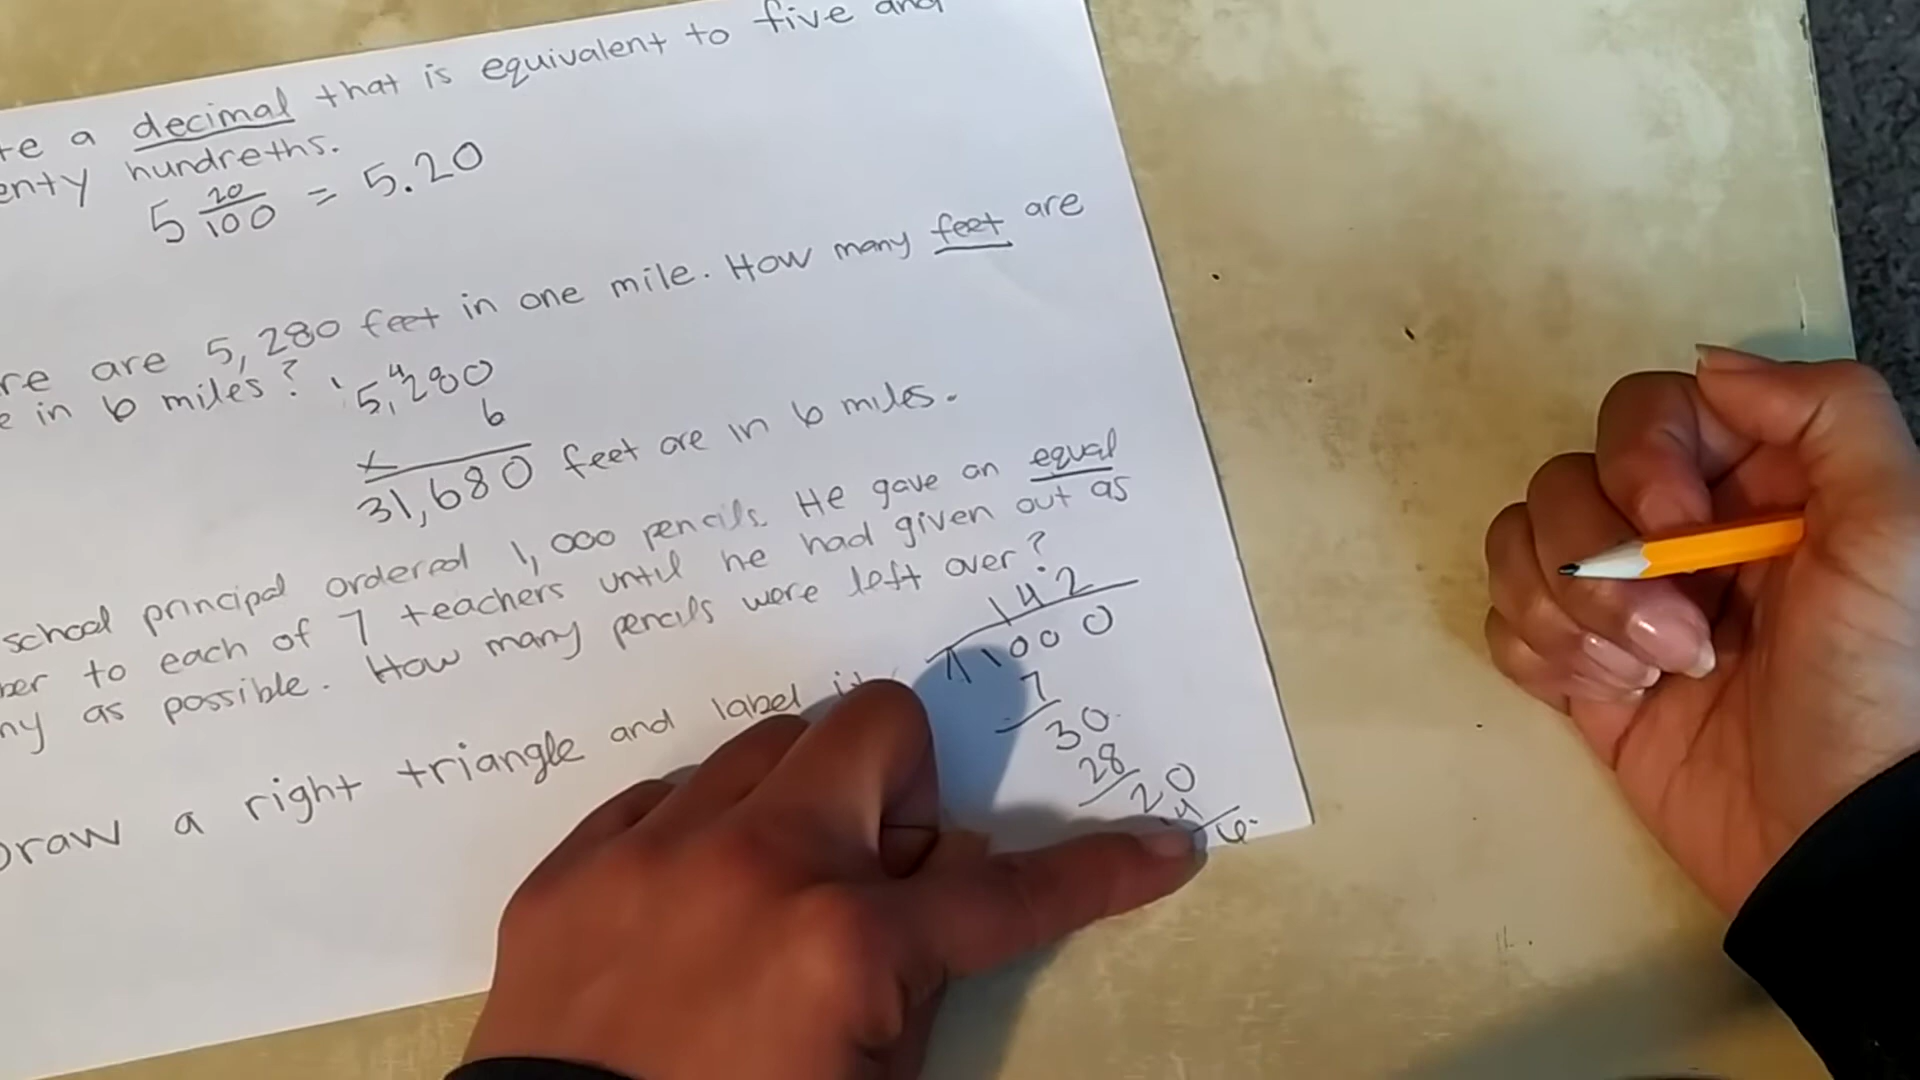 te a decimal that is equivalent to five and
enty hundreths.
5 20/100 = 5.20
re are 5,280 feet in one mile. How many feet are
e in 6 miles?
1 4
5,280
x 6
31,680 feet are in 6 miles.
school principal ordered 1,000 pencils. He gave an equal
ber to each of 7 teachers until he had given out as
ny as possible. How many pencils were left over?
142
7 1000
7
30
28
20
4
6
Draw a right triangle and label it